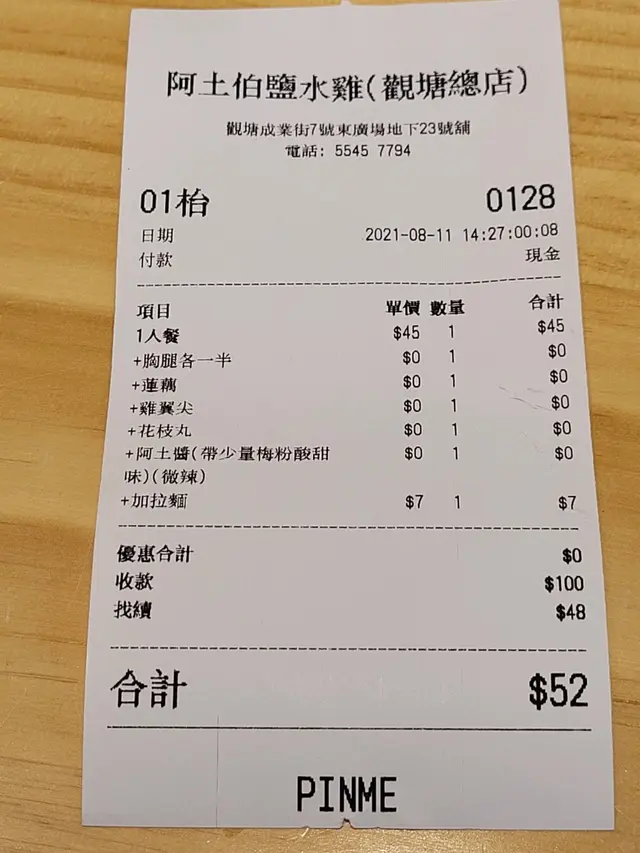 阿土伯鹽水雞(觀塘總店)
觀塘成業街7號東廣場地下23號舖
電話: 5545 7794
01枱 0128
日期 2021-08-11 14:27:00:08
付款 現金
項目 單價 數量 合計
1人餐 $45 1 $45
+胸腿各一半 $0 1 $0
+蓮藕 $0 1 $0
+雞翼尖 $0 1 $0
+花枝丸 $0 1 $0
+阿土醬(帶少量梅粉酸甜 $0 1 $0
味)(微辣)
+加拉麵 $7 1 $7
優惠合計 $0
收款 $100
找續 $48
合計 $52
PINME